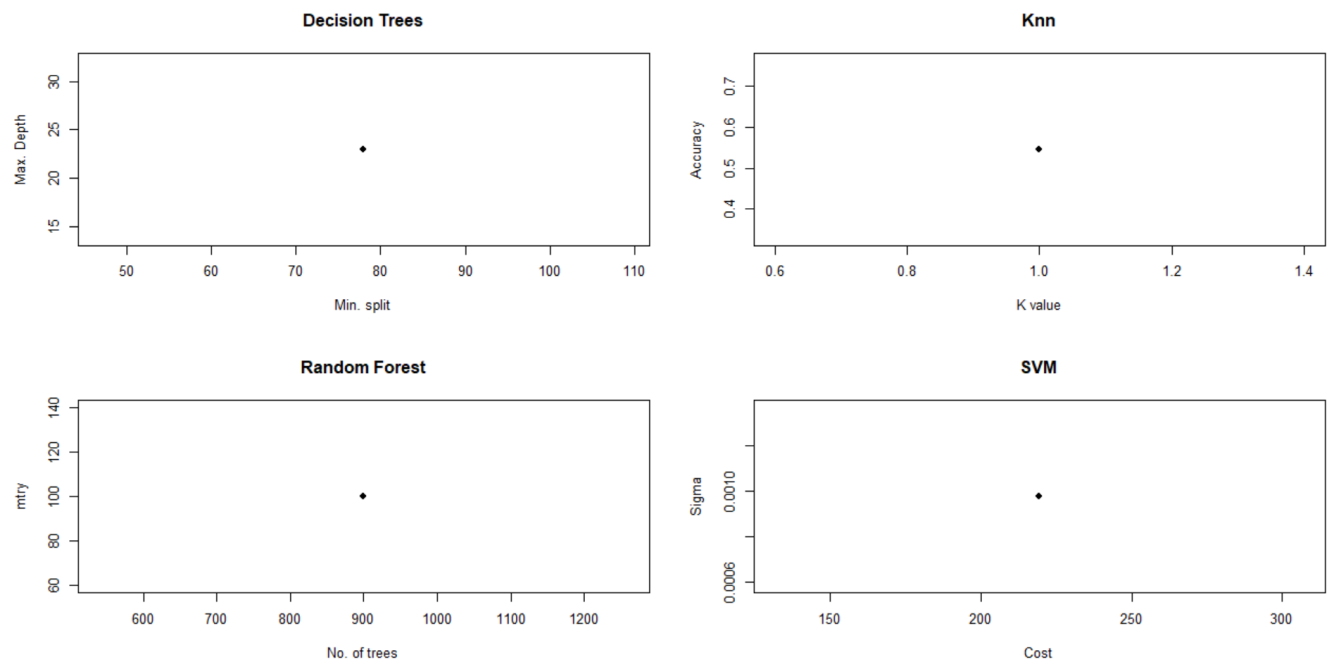 Decision Trees
Max. Depth
30
25
20
15
50 60 70 80 90 100 110
Min. split
Knn
Accuracy
0.7
0.6
0.5
0.4
0.6 0.8 1.0 1.2 1.4
K value
Random Forest
mtry
140
120
100
80
60
600 700 800 900 1000 1100 1200
No. of trees
SVM
Sigma
0.0010
0.0006
150 200 250 300
Cost